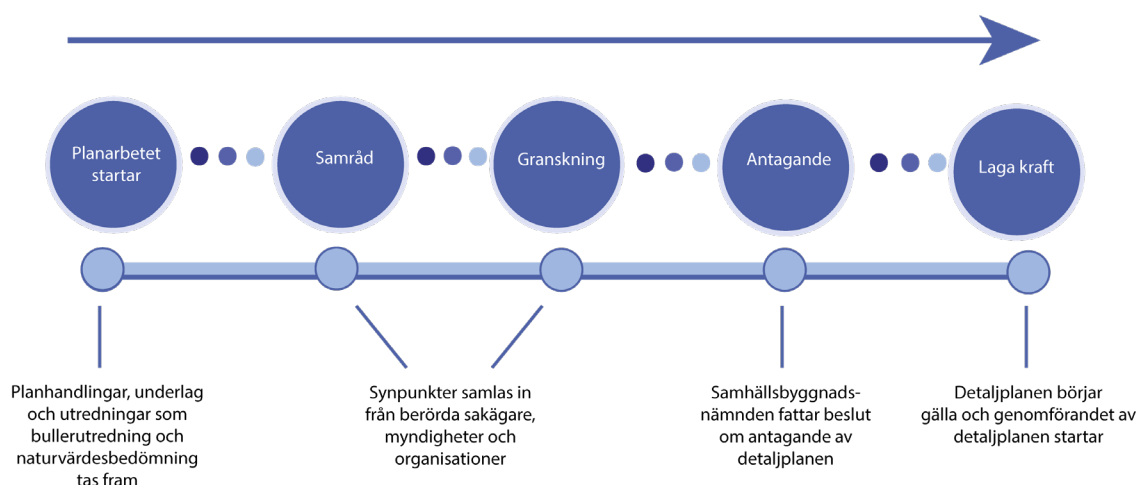 Planarbetet
startar
Samråd
Granskning
Antagande
Laga kraft
Planhandlingar, underlag
och utredningar som
bullerutredning och
naturvärdesbedömning
tas fram
Synpunkter samlas in
från berörda sakägare,
myndigheter och
organisationer
Samhällsbyggnads-
nämnden fattar beslut
om antagande av
detaljplanen
Detaljplanen börjar
gälla och genomförandet av
detaljplanen startar